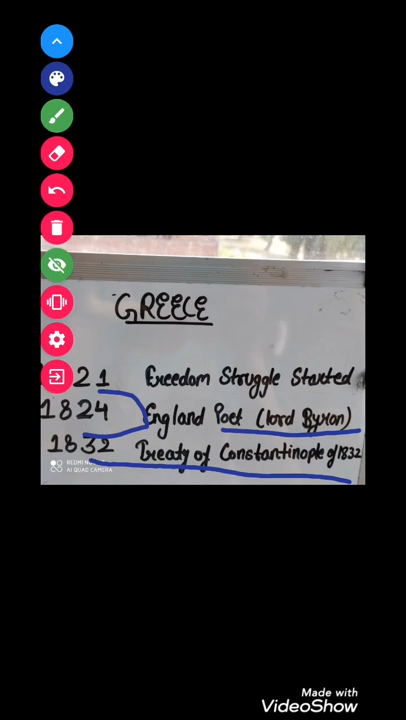 GREECE
21 Freedom Struggle Started
1824 England Poet (lord Byron)
1832 Treaty of Constantinople of 1832
REDMI
AI QUAD CAMERA
Made with
VideoShow